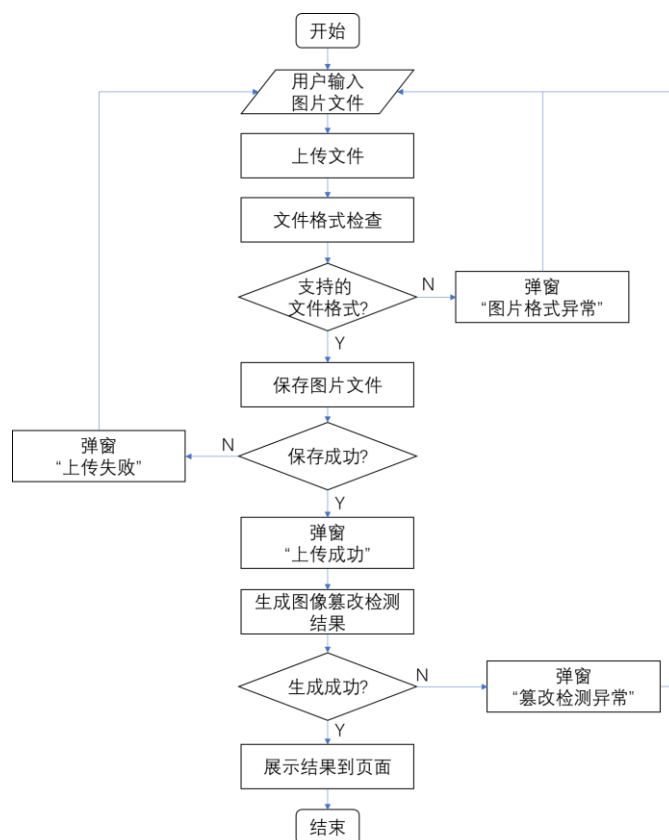 开始
用户输入
图片文件
上传文件
文件格式检查
支持的
文件格式?
N
弹窗
“图片格式异常”
Y
保存图片文件
弹窗
“上传失败”
N
保存成功?
Y
弹窗
“上传成功”
生成图像篡改检测
结果
生成成功?
N
弹窗
“篡改检测异常”
Y
展示结果到页面
结束